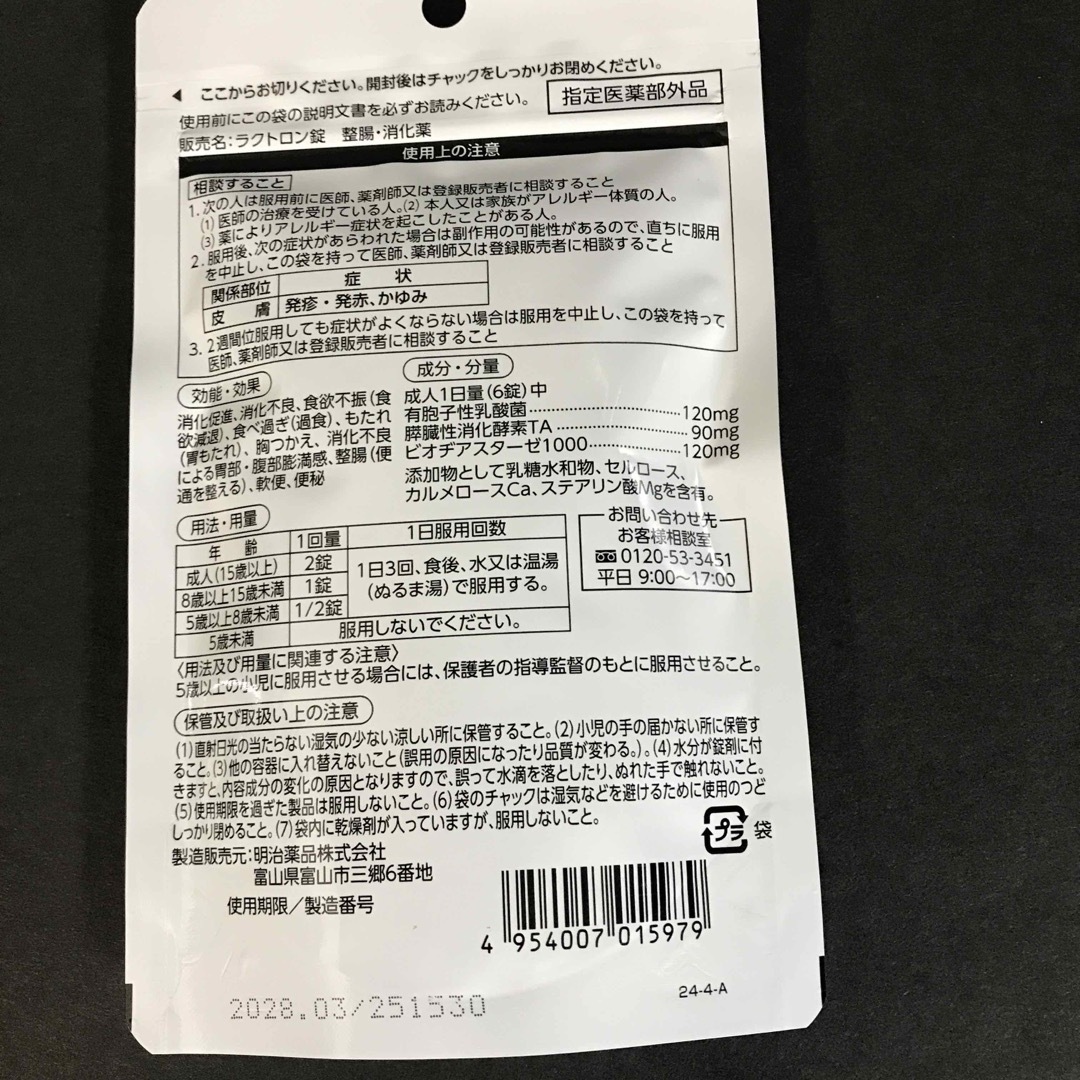 ◀ ここからお切りください。開封後はチャックをしっかりお閉めください。
使用前にこの袋の説明文書を必ずお読みください。
指定医薬部外品
販売名:ラクトロン錠 整腸・消化薬
使用上の注意
相談すること
1. 次の人は服用前に医師、薬剤師又は登録販売者に相談すること
(1) 医師の治療を受けている人。(2) 本人又は家族がアレルギー体質の人。
(3) 薬によりアレルギー症状を起こしたことがある人。
2. 服用後、次の症状があらわれた場合は副作用の可能性があるので、直ちに服用
を中止し、この袋を持って医師、薬剤師又は登録販売者に相談すること
関係部位 症状
皮膚 発疹・発赤、かゆみ
3. 2週間位服用しても症状がよくならない場合は服用を中止し、この袋を持って
医師、薬剤師又は登録販売者に相談すること
効能・効果
消化促進、消化不良、食欲不振(食
欲減退)、食べ過ぎ(過食)、もたれ
(胃もたれ)、胸つかえ、消化不良
による胃部・腹部膨満感、整腸(便
通を整える)、軟便、便秘
成分・分量
成人1日量(6錠)中
有胞子性乳酸菌……………………120mg
膵臓性消化酵素TA…………………90mg
ビオヂアスターゼ1000……………120mg
添加物として乳糖水和物、セルロース、
カルメロースCa、ステアリン酸Mgを含有。
用法・用量
年齢 1回量 1日服用回数
成人(15歳以上) 2錠 1日3回、食後、水又は温湯
8歳以上15歳未満 1錠 (ぬるま湯)で服用する。
5歳以上8歳未満 1/2錠
5歳未満 服用しないでください。
お問い合わせ先
お客様相談室
0120-53-3451
平日 9:00〜17:00
〈用法及び用量に関連する注意〉
5歳以上の小児に服用させる場合には、保護者の指導監督のもとに服用させること。
保管及び取扱い上の注意
(1)直射日光の当たらない湿気の少ない涼しい所に保管すること。(2)小児の手の届かない所に保管す
ること。(3)他の容器に入れ替えないこと(誤用の原因になったり品質が変わる。)。(4)水分が錠剤に付
きますと、内容成分の変化の原因となりますので、誤って水滴を落としたり、ぬれた手で触れないこと。
(5)使用期限を過ぎた製品は服用しないこと。(6)袋のチャックは湿気などを避けるために使用のつど
しっかり閉めること。(7)袋内に乾燥剤が入っていますが、服用しないこと。
プラ 袋
製造販売元:明治薬品株式会社
富山県富山市三郷6番地
使用期限/製造番号
4 954007 015979
2028.03/251530
24-4-A